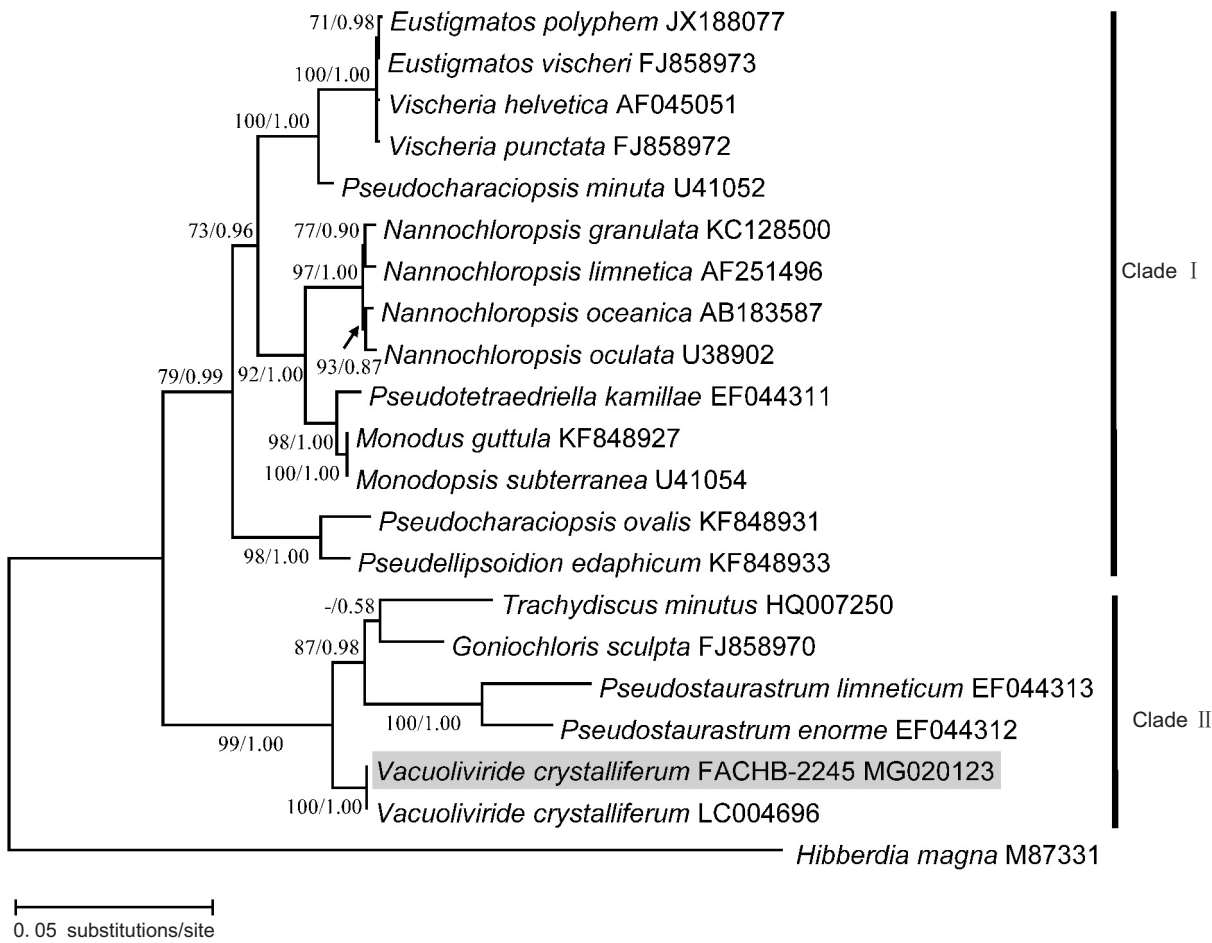 71/0.98
Eustigmatos polyphem JX188077
Eustigmatos vischeri FJ858973
100/1.00
Vischeria helvetica AF045051
100/1.00
Vischeria punctata FJ858972
Pseudocharaciopsis minuta U41052
73/0.96
77/0.90
Nannochloropsis granulata KC128500
97/1.00
Nannochloropsis limnetica AF251496
Clade Ⅰ
Nannochloropsis oceanica AB183587
Nannochloropsis oculata U38902
79/0.99
92/1.00
93/0.87
Pseudotetraedriella kamillae EF044311
98/1.00
Monodus guttula KF848927
100/1.00
Monodopsis subterranea U41054
Pseudocharaciopsis ovalis KF848931
98/1.00
Pseudellipsoidion edaphicum KF848933
-/0.58
Trachydiscus minutus HQ007250
87/0.98
Goniochloris sculpta FJ858970
Pseudostaurastrum limneticum EF044313
100/1.00
Pseudostaurastrum enorme EF044312
Clade Ⅱ
99/1.00
Vacuoliviride crystalliferum FACHB-2245 MG020123
100/1.00
Vacuoliviride crystalliferum LC004696
Hibberdia magna M87331
0. 05 substitutions/site